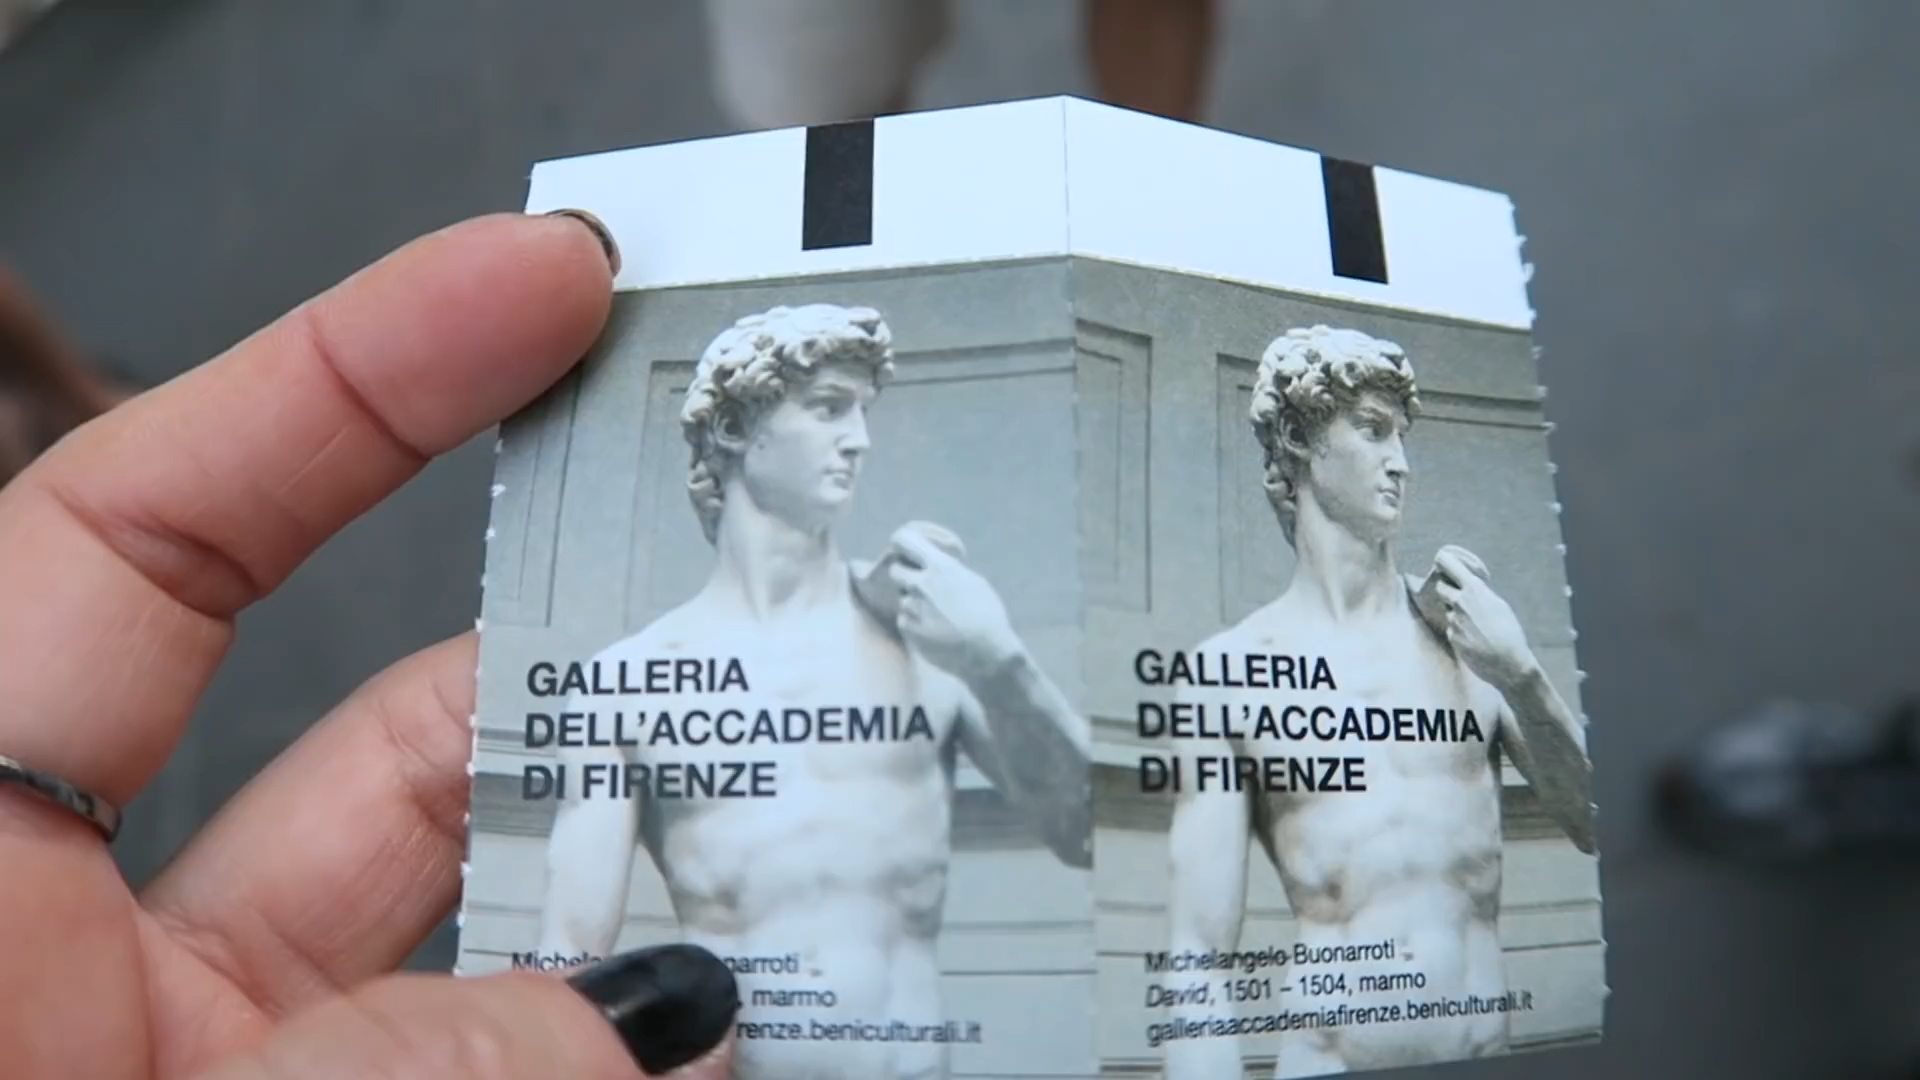 GALLERIA
DELL'ACCADEMIA
DI FIRENZE
marmo
GALLERIA
DELL'ACCADEMIA
DI FIRENZE
Michelangelo Buonarroti
David, 1501 – 1504, marmo
galleriaaccademiafirenze.beniculturali.it